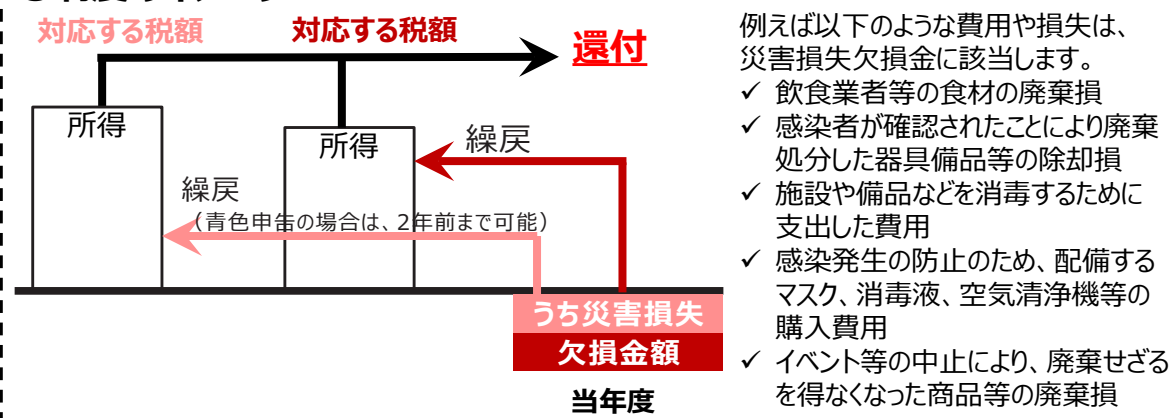 対応する税額
対応する税額
還付
所得
所得
繰戻
繰戻
（青色申告の場合は、2年前まで可能）
うち災害損失
欠損金額
当年度
例えば以下のような費用や損失は、
災害損失欠損金に該当します。
✓ 飲食業者等の食材の廃棄損
✓ 感染者が確認されたことにより廃棄
処分した器具備品等の除却損
✓ 施設や備品などを消毒するために
支出した費用
✓ 感染発生の防止のため、配備する
マスク、消毒液、空気清浄機等の
購入費用
✓ イベント等の中止により、廃棄せざる
を得なくなった商品等の廃棄損